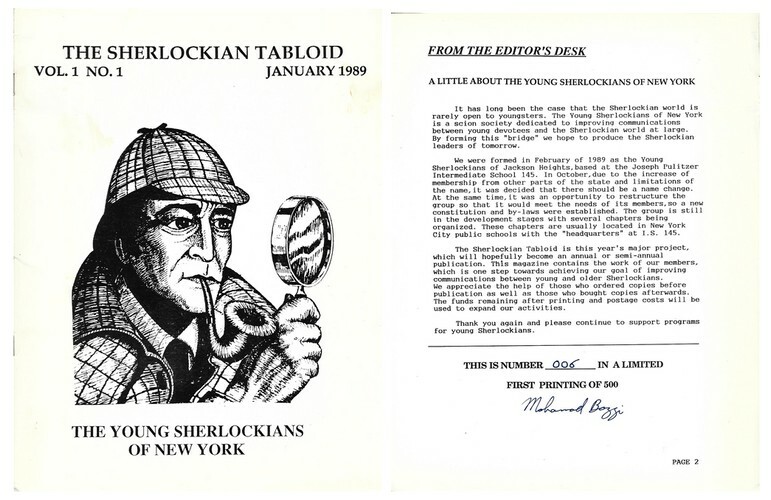 THE SHERLOCKIAN TABLOID
VOL. 1 NO. 1 JANUARY 1989
THE YOUNG SHERLOCKIANS
OF NEW YORK
FROM THE EDITOR'S DESK
A LITTLE ABOUT THE YOUNG SHERLOCKIANS OF NEW YORK
It has long been the case that the Sherlockian world is
rarely open to youngsters. The Young Sherlockians of New York
is a scion society dedicated to improving communications
between young devotees and the Sherlockian world at large.
By forming this "bridge" we hope to produce the Sherlockian
leaders of tomorrow.
We were formed in February of 1989 as the Young
Sherlockians of Jackson Heights,based at the Joseph Pulitzer
Intermediate School 145. In October,due to the increase of
membership from other parts of the state and limitations of
the name,it was decided that there should be a name change.
At the same time,it was an opportunity to restructure the
group so that it would meet the needs of its members,so a new
constitution and by-laws were established. The group is still
in the development stages with several chapters being
organized. These chapters are usually located in New York
City public schools with the "headquarters" at I.S. 145.
The Sherlockian Tabloid is this year's major project,
which will hopefully become an annual or semi-annual
publication. This magazine contains the work of our members,
which is one step towards achieving our goal of improving
communications between young and older Sherlockians.
We appreciate the help of those who ordered copies before
publication as well as those who bought copies afterwards.
The funds remaining after printing and postage costs will be
used to expand our activities.
Thank you again and please continue to support programs
for young Sherlockians.
THIS IS NUMBER 006 IN A LIMITED
FIRST PRINTING OF 500
Mohamad Bazzi
PAGE 2